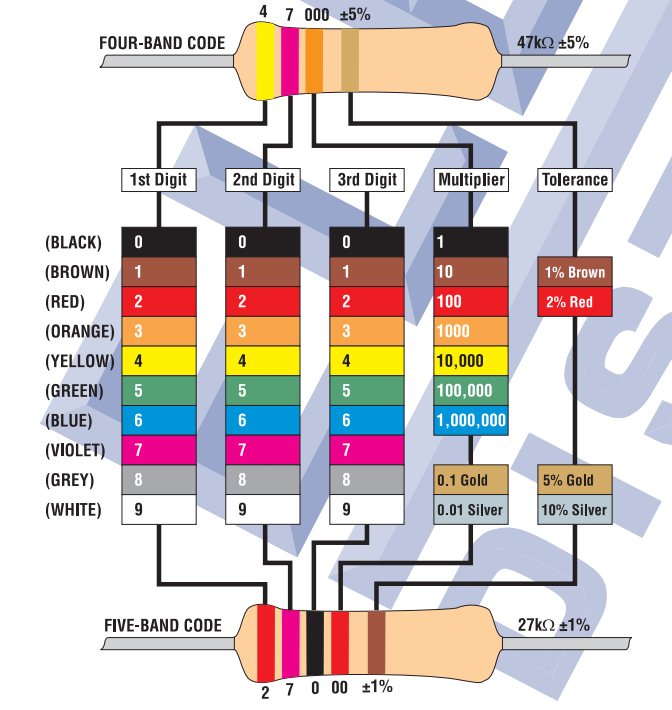 4 7 000 ±5%
FOUR-BAND CODE 47kΩ ±5%
1st Digit 2nd Digit 3rd Digit Multiplier Tolerance
(BLACK) 0 0 0 1
(BROWN) 1 1 1 10 1% Brown
(RED) 2 2 2 100 2% Red
(ORANGE) 3 3 3 1000
(YELLOW) 4 4 4 10,000
(GREEN) 5 5 5 100,000
(BLUE) 6 6 6 1,000,000
(VIOLET) 7 7 7
(GREY) 8 8 8 0.1 Gold 5% Gold
(WHITE) 9 9 9 0.01 Silver 10% Silver
FIVE-BAND CODE 27kΩ ±1%
2 7 0 00 ±1%